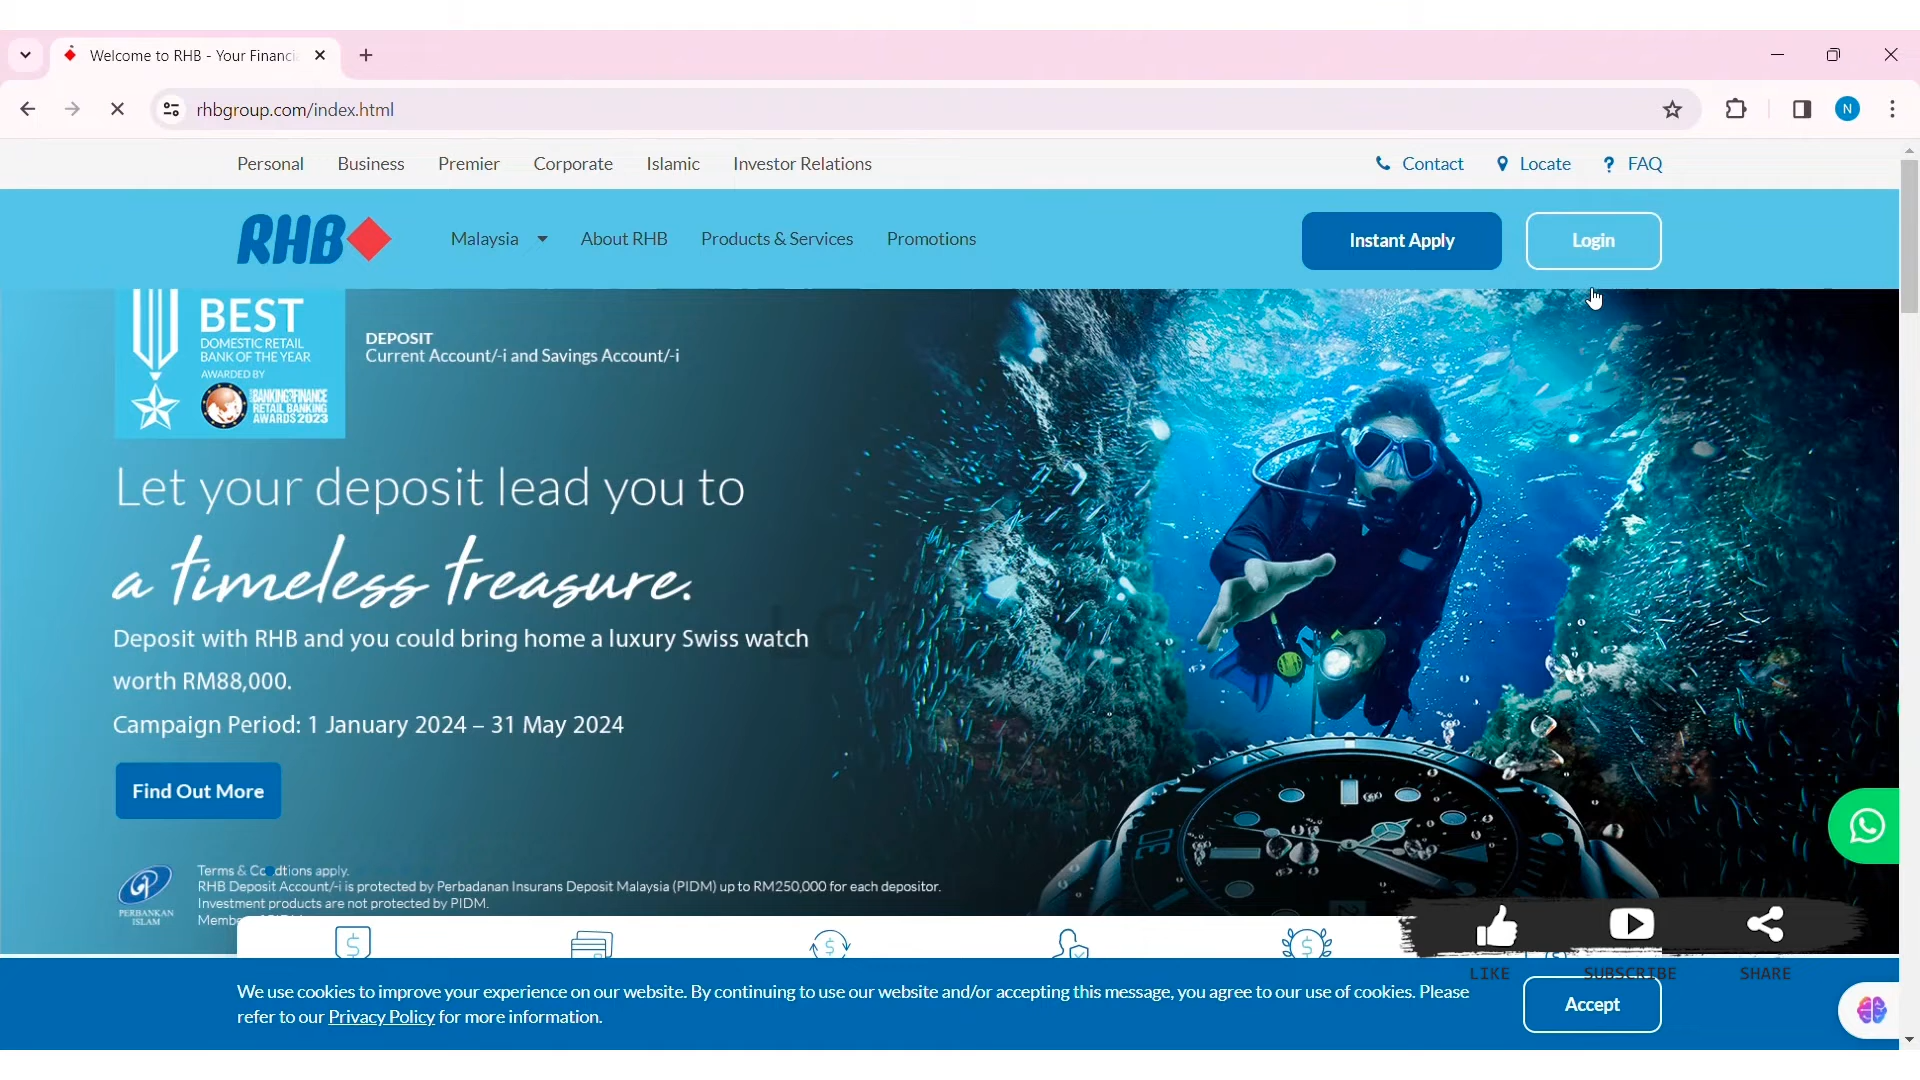 Welcome to RHB - Your Financi
rhbgroup.com/index.html
N
Personal Business Premier Corporate Islamic Investor Relations Contact Locate ? FAQ
RHB Malaysia About RHB Products & Services Promotions Instant Apply Login
BEST
DOMESTIC RETAIL
BANK OF THE YEAR
AWARDED BY
BANKING & FINANCE
RETAIL BANKING
AWARDS 2023
DEPOSIT
Current Account/-i and Savings Account/-i
Let your deposit lead you to
a timeless treasure.
Deposit with RHB and you could bring home a luxury Swiss watch
worth RM88,000.
Campaign Period: 1 January 2024 – 31 May 2024
Find Out More
PERBANKAN
ISLAM
Terms & apply.
RHB Deposit Account/-i is protected by Perbadanan Insurans Deposit Malaysia (PIDM) up to RM250,000 for each depositor.
Investment products are not protected by PIDM.
LIKE SUBSCRIBE SHARE
We use cookies to improve your experience on our website. By continuing to use our website and/or accepting this message, you agree to our use of cookies. Please
refer to our Privacy Policy for more information.
Accept